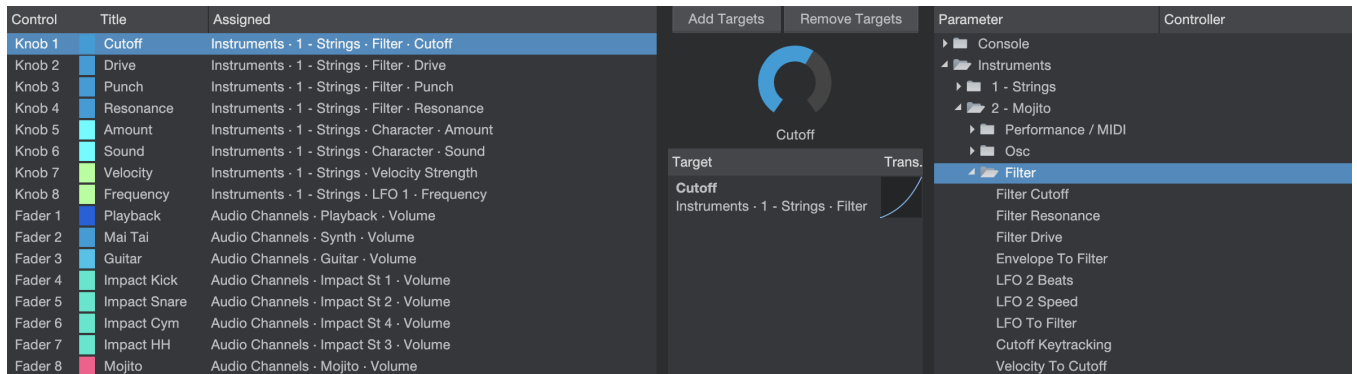 Control Title Assigned
Knob 1 Cutoff Instruments · 1 - Strings · Filter · Cutoff
Knob 2 Drive Instruments · 1 - Strings · Filter · Drive
Knob 3 Punch Instruments · 1 - Strings · Filter · Punch
Knob 4 Resonance Instruments · 1 - Strings · Filter · Resonance
Knob 5 Amount Instruments · 1 - Strings · Character · Amount
Knob 6 Sound Instruments · 1 - Strings · Character · Sound
Knob 7 Velocity Instruments · 1 - Strings · Velocity Strength
Knob 8 Frequency Instruments · 1 - Strings · LFO 1 · Frequency
Fader 1 Playback Audio Channels · Playback · Volume
Fader 2 Mai Tai Audio Channels · Synth · Volume
Fader 3 Guitar Audio Channels · Guitar · Volume
Fader 4 Impact Kick Audio Channels · Impact St 1 · Volume
Fader 5 Impact Snare Audio Channels · Impact St 2 · Volume
Fader 6 Impact Cym Audio Channels · Impact St 4 · Volume
Fader 7 Impact HH Audio Channels · Impact St 3 · Volume
Fader 8 Mojito Audio Channels · Mojito · Volume
Add Targets Remove Targets
Cutoff
Target Trans.
Cutoff
Instruments · 1 - Strings · Filter
Parameter Controller
Console
Instruments
1 - Strings
2 - Mojito
Performance / MIDI
Osc
Filter
Filter Cutoff
Filter Resonance
Filter Drive
Envelope To Filter
LFO 2 Beats
LFO 2 Speed
LFO To Filter
Cutoff Keytracking
Velocity To Cutoff